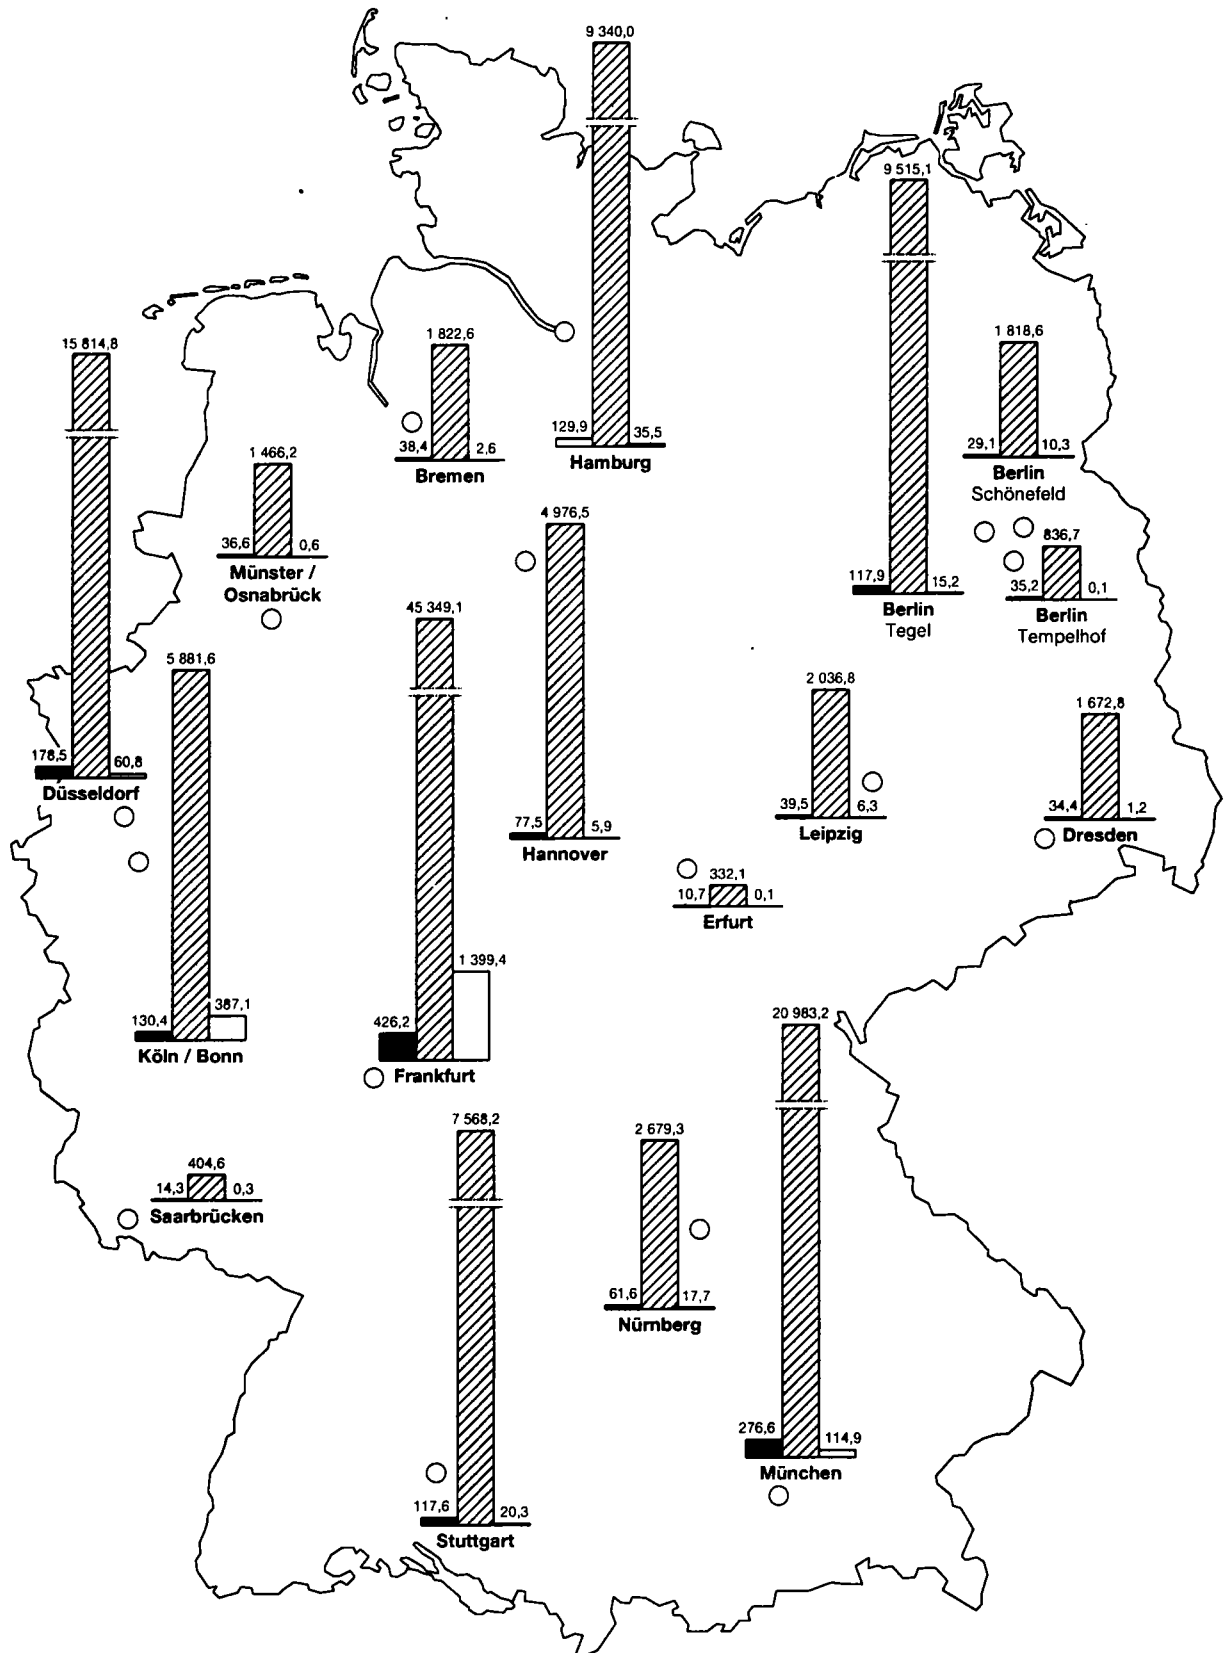 9 340,0
129,9
35,5
Hamburg
9 515,1
117,9
15,2
Berlin
Tegel
1 818,6
29,1
10,3
Berlin
Schönefeld
836,7
35,2
0,1
Berlin
Tempelhof
1 822,6
38,4
2,6
Bremen
15 814,8
178,5
60,8
Düsseldorf
1 466,2
36,6
0,6
Münster /
Osnabrück
4 976,5
77,5
5,9
Hannover
45 349,1
426,2
1 399,4
Frankfurt
5 881,6
130,4
387,1
Köln / Bonn
2 036,8
39,5
6,3
Leipzig
1 672,8
34,4
1,2
Dresden
332,1
10,7
0,1
Erfurt
20 983,2
276,6
114,9
München
7 568,2
117,6
20,3
Stuttgart
2 679,3
61,6
17,7
Nürnberg
404,6
14,3
0,3
Saarbrücken